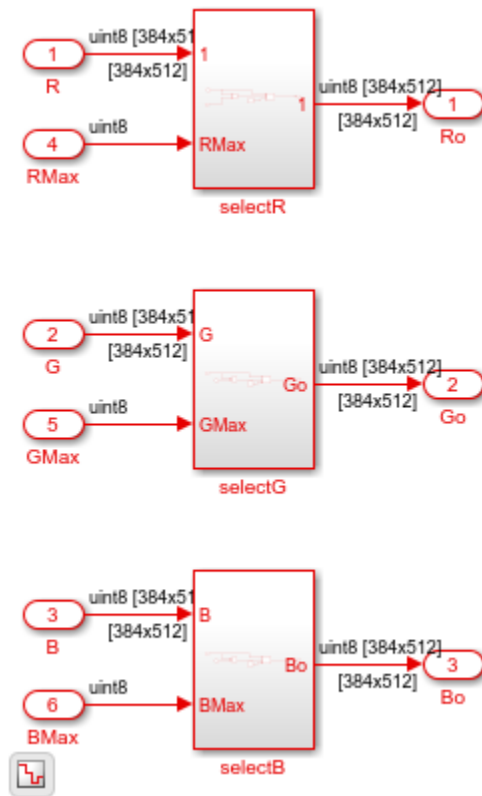 uint8 [384x51
1
[384x512]
1
R
uint8 [384x512]
1
1
[384x512]
Ro
uint8
4
RMax
RMax
selectR
uint8 [384x51
2
G
[384x512]
G
uint8 [384x512]
Go
2
[384x512]
Go
uint8
5
GMax
GMax
selectG
uint8 [384x51
3
B
[384x512]
B
uint8 [384x512]
Bo
3
[384x512]
Bo
uint8
6
BMax
BMax
selectB